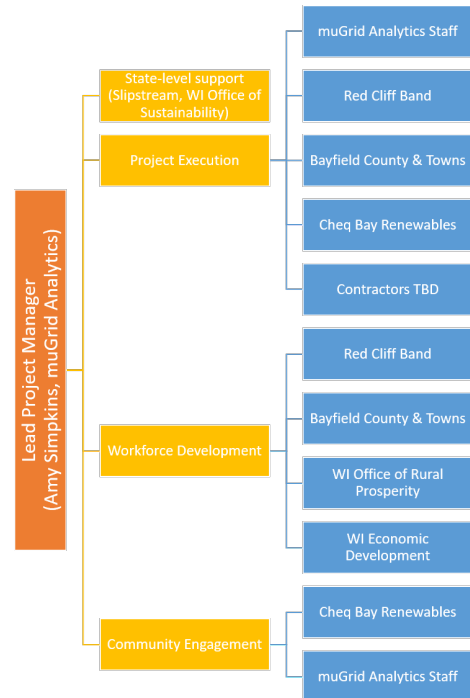 Lead Project Manager
(Amy Simpkins, muGrid Analytics)
State-level support
(Slipstream, WI Office of
Sustainability)
Project Execution
muGrid Analytics Staff
Red Cliff Band
Bayfield County & Towns
Cheq Bay Renewables
Contractors TBD
Workforce Development
Red Cliff Band
Bayfield County & Towns
WI Office of Rural
Prosperity
WI Economic
Development
Community Engagement
Cheq Bay Renewables
muGrid Analytics Staff